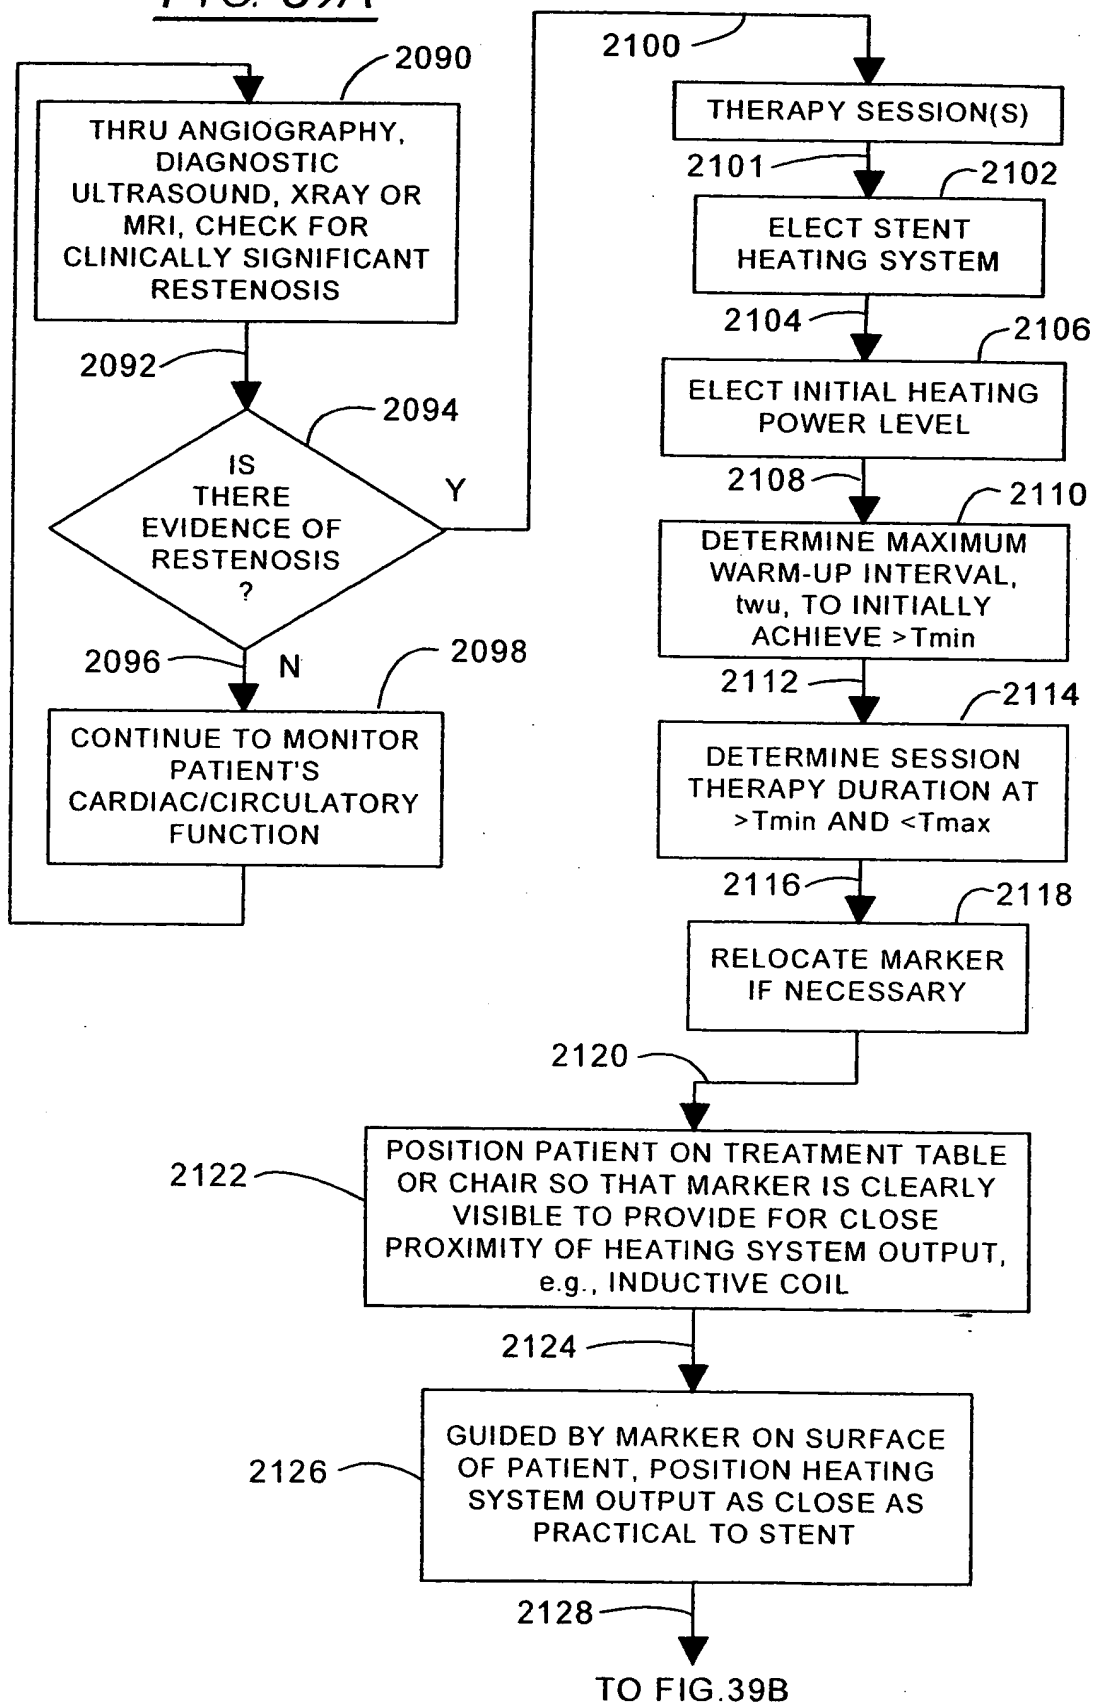 FIG. 39A
2090
THRU ANGIOGRAPHY,
DIAGNOSTIC
ULTRASOUND, XRAY OR
MRI, CHECK FOR
CLINICALLY SIGNIFICANT
RESTENOSIS
2092
2094
IS
THERE
EVIDENCE OF
RESTENOSIS
?
Y
2096
N
2098
CONTINUE TO MONITOR
PATIENT'S
CARDIAC/CIRCULATORY
FUNCTION
2100
THERAPY SESSION(S)
2101
2102
ELECT STENT
HEATING SYSTEM
2104
2106
ELECT INITIAL HEATING
POWER LEVEL
2108
2110
DETERMINE MAXIMUM
WARM-UP INTERVAL,
twu, TO INITIALLY
ACHIEVE >Tmin
2112
2114
DETERMINE SESSION
THERAPY DURATION AT
>Tmin AND <Tmax
2116
2118
RELOCATE MARKER
IF NECESSARY
2120
2122
POSITION PATIENT ON TREATMENT TABLE
OR CHAIR SO THAT MARKER IS CLEARLY
VISIBLE TO PROVIDE FOR CLOSE
PROXIMITY OF HEATING SYSTEM OUTPUT,
e.g., INDUCTIVE COIL
2124
2126
GUIDED BY MARKER ON SURFACE
OF PATIENT, POSITION HEATING
SYSTEM OUTPUT AS CLOSE AS
PRACTICAL TO STENT
2128
TO FIG.39B